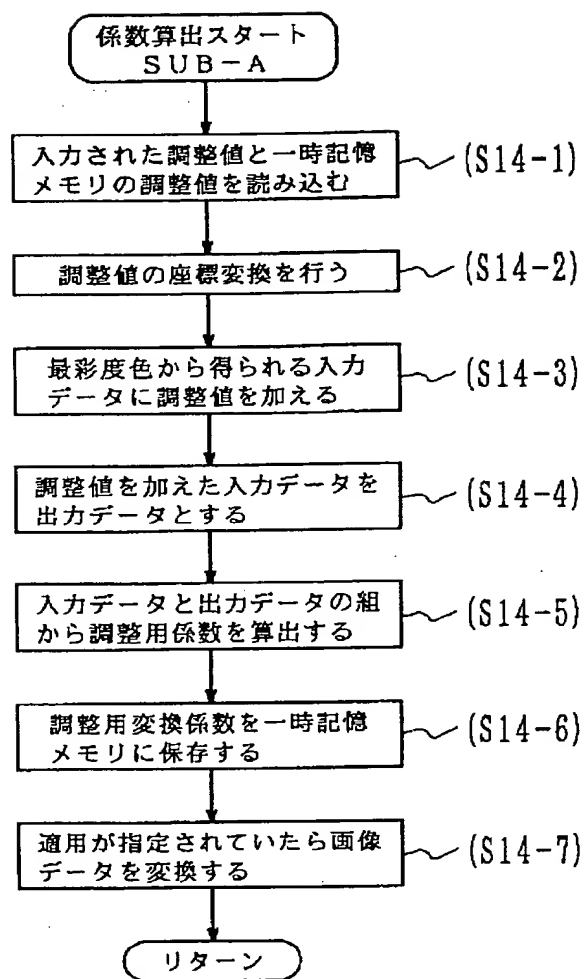 係数算出スタート
SUB-A
入力された調整値と一時記憶
メモリの調整値を読み込む
(S14-1)
調整値の座標変換を行う
(S14-2)
最彩度色から得られる入力
データに調整値を加える
(S14-3)
調整値を加えた入力データを
出力データとする
(S14-4)
入力データと出力データの組
から調整用係数を算出する
(S14-5)
調整用変換係数を一時記憶
メモリに保存する
(S14-6)
適用が指定されていたら画像
データを変換する
(S14-7)
リターン